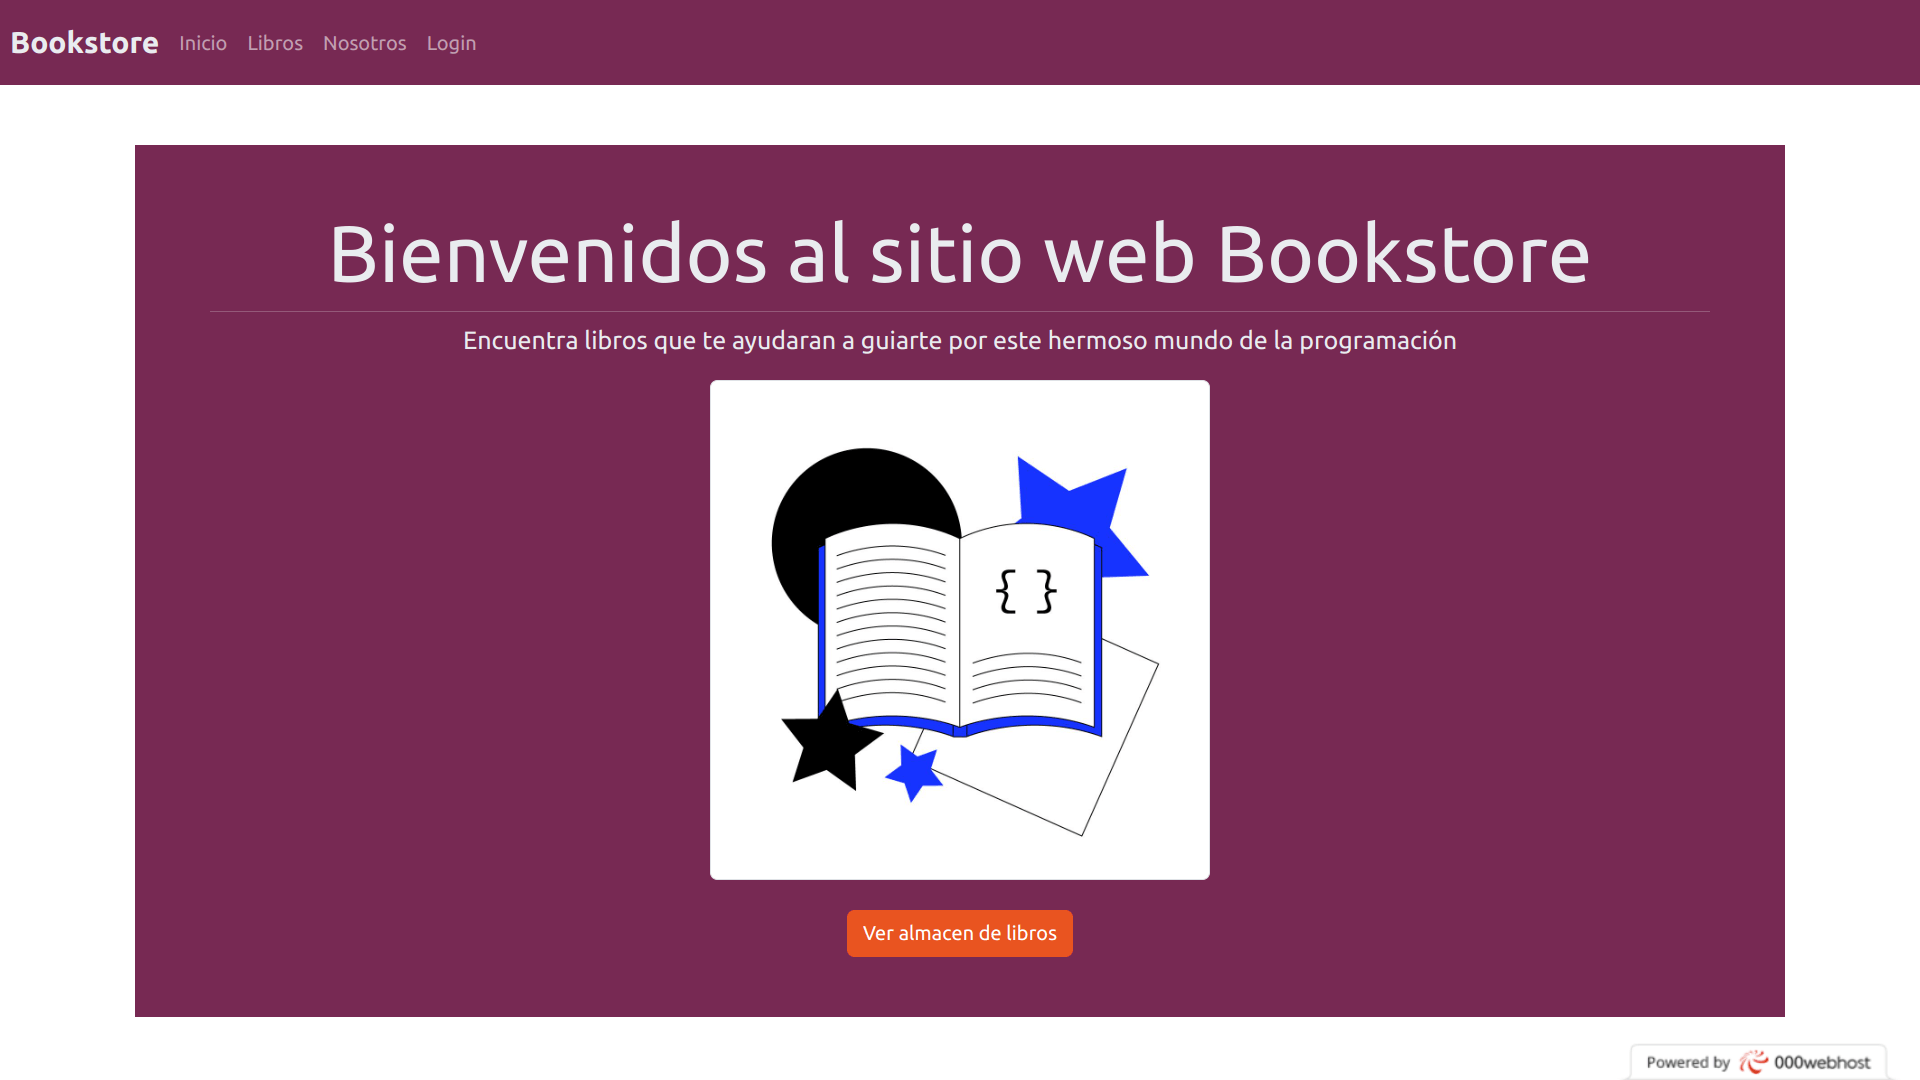 Bookstore Inicio Libros Nosotros Login
Bienvenidos al sitio web Bookstore
Encuentra libros que te ayudaran a guiarte por este hermoso mundo de la programación
{ }
Ver almacen de libros
Powered by 000webhost